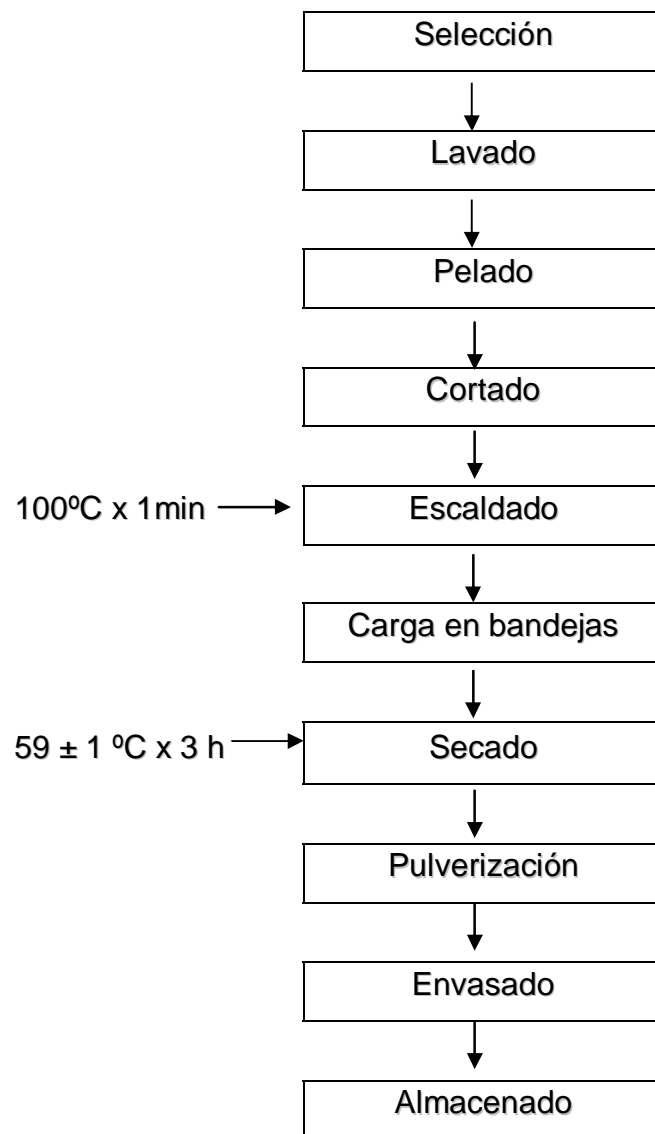 Selección
Lavado
Pelado
Cortado
100ºC x 1min
Escaldado
Carga en bandejas
59 ± 1 ºC x 3 h
Secado
Pulverización
Envasado
Almacenado